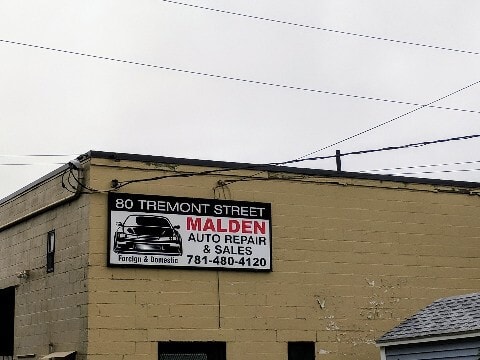 80 TREMONT STREET
MALDEN
AUTO REPAIR
& SALES
Foreign & Domestic
781-480-4120